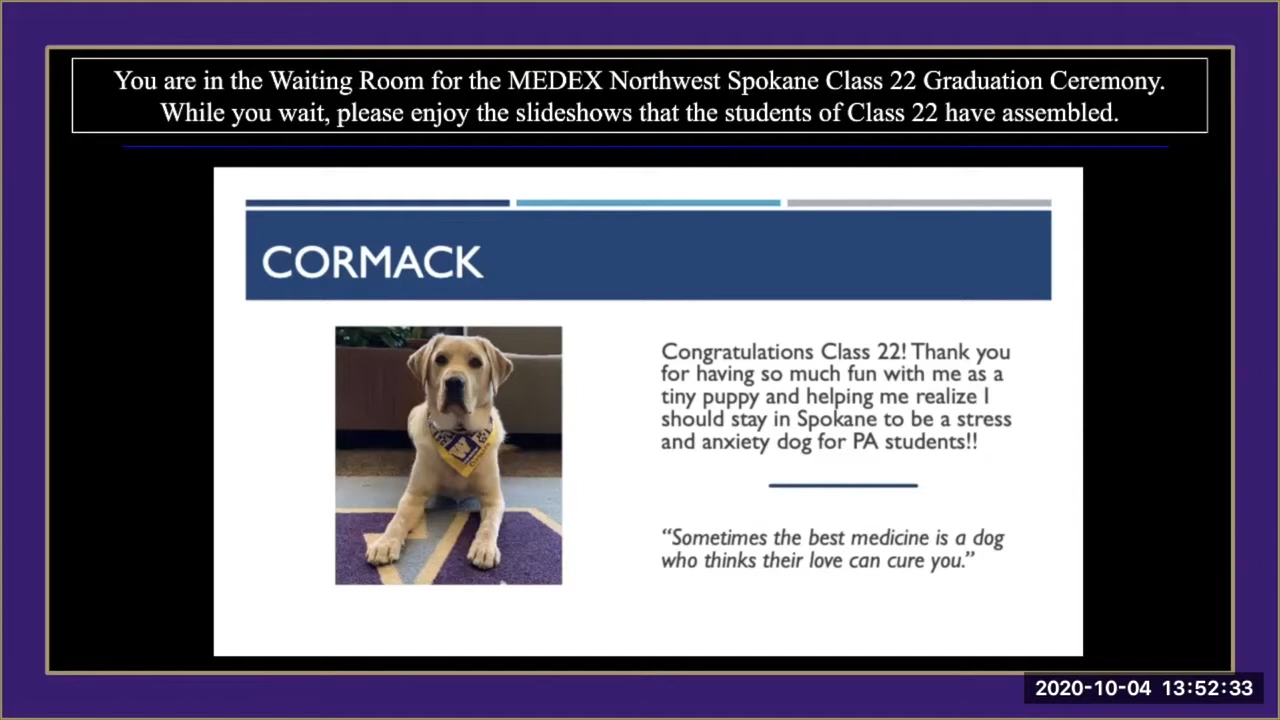 You are in the Waiting Room for the MEDEX Northwest Spokane Class 22 Graduation Ceremony.
While you wait, please enjoy the slideshows that the students of Class 22 have assembled.
CORMACK
Congratulations Class 22! Thank you
for having so much fun with me as a
tiny puppy and helping me realize I
should stay in Spokane to be a stress
and anxiety dog for PA students!!
W
“Sometimes the best medicine is a dog
who thinks their love can cure you.”
2020-10-04 13:52:33